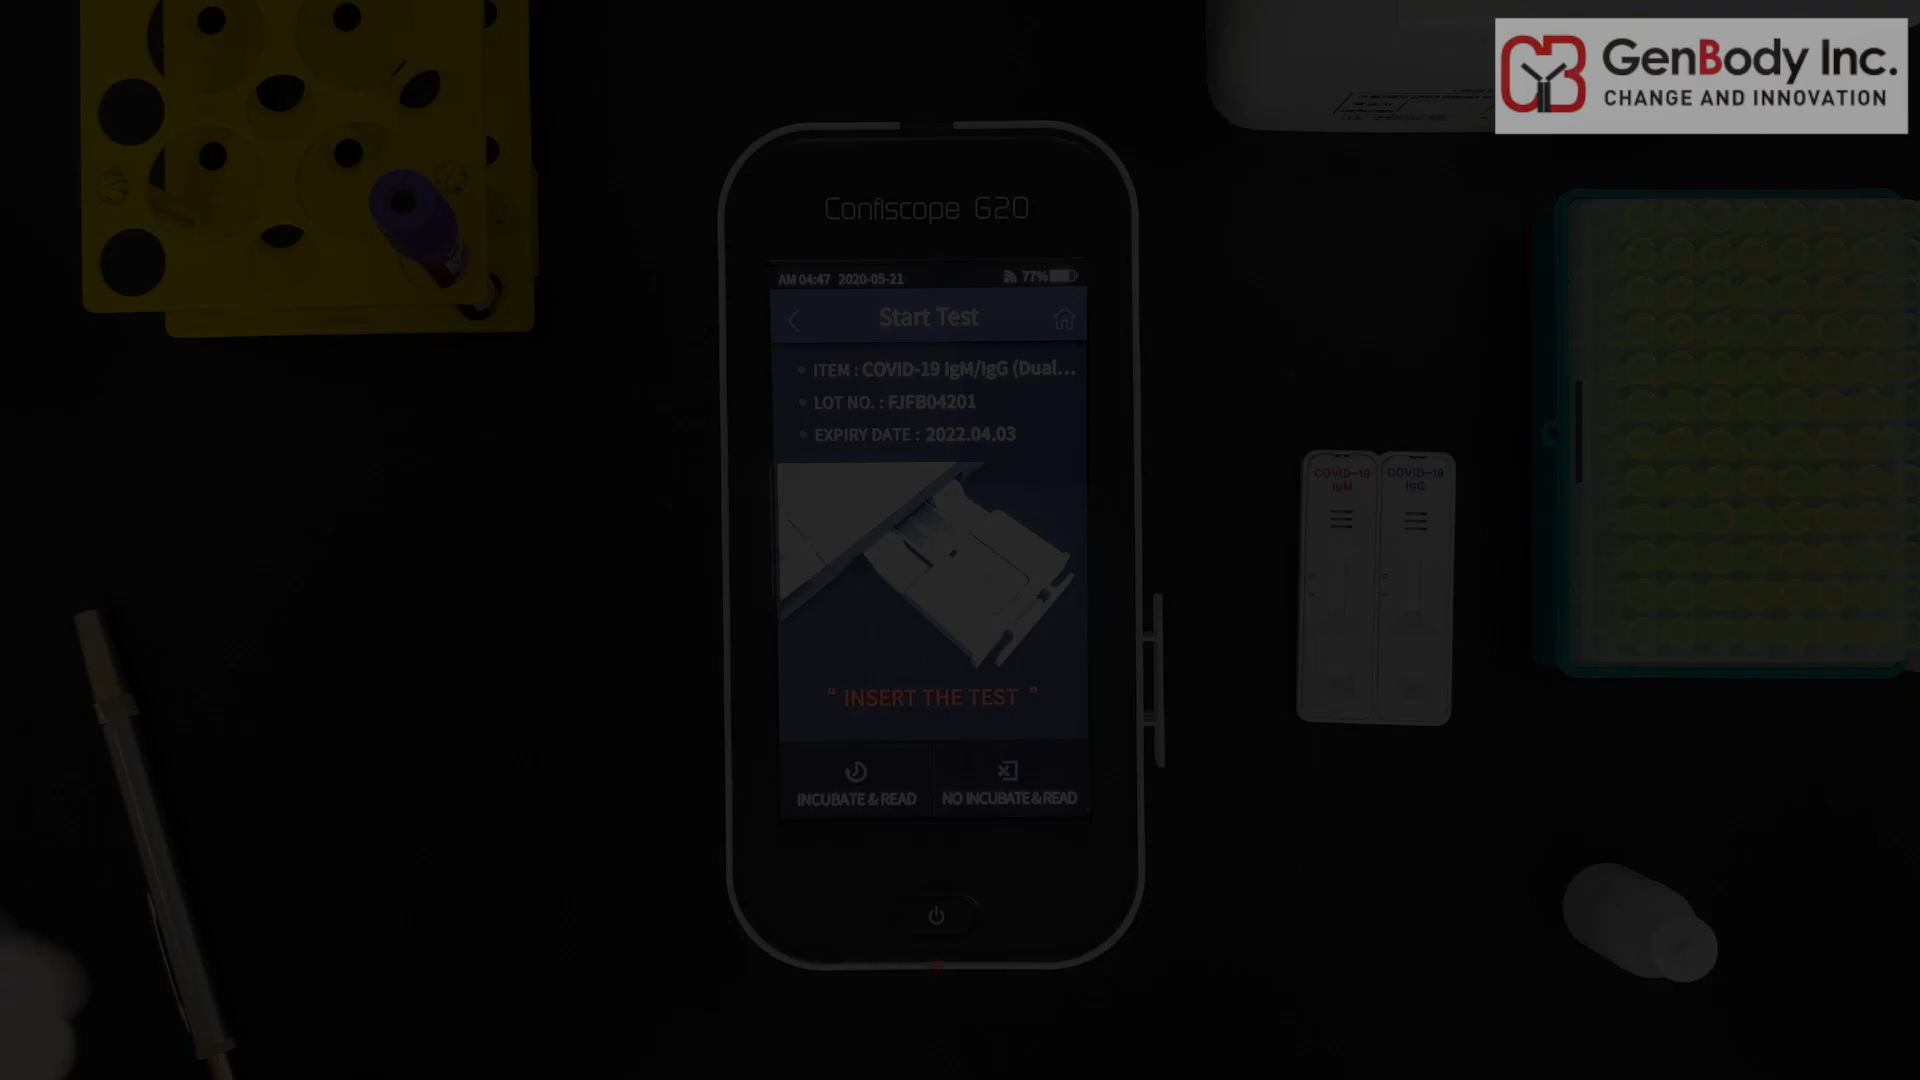 GenBody Inc.
CHANGE AND INNOVATION
Confiscope G20
AM 04:47 2020-05-21
77%
Start Test
ITEM : COVID-19 IgM/IgG (Dual...
LOT NO. : FJFB04201
EXPIRY DATE : 2022.04.03
“ INSERT THE TEST ”
INCUBATE & READ
NO INCUBATE & READ
COVID-19
IgM
COVID-19
IgG